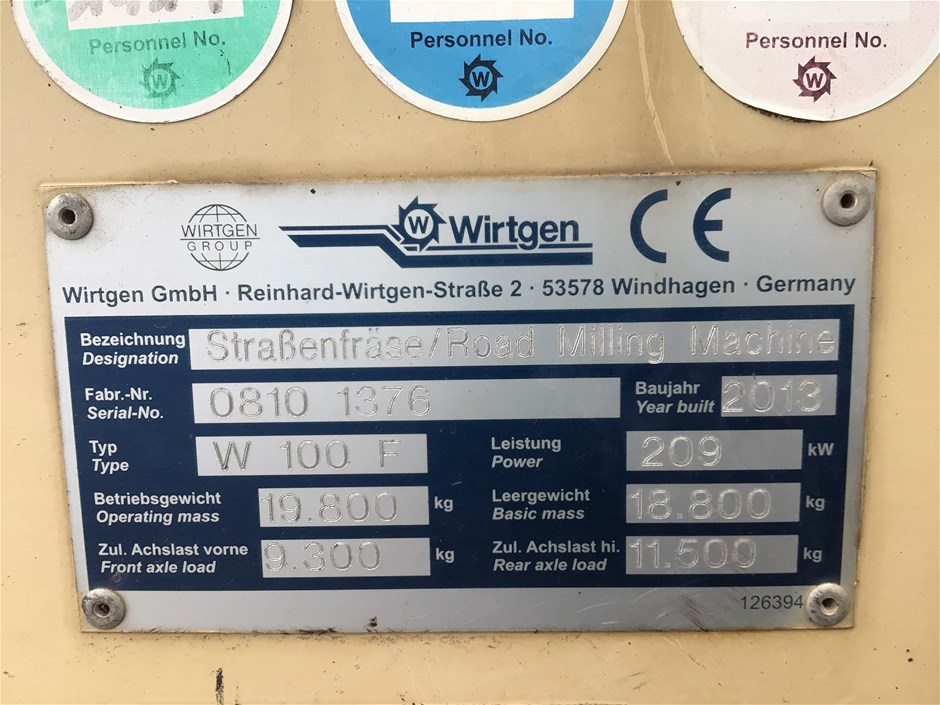 Personnel No.
W
Personnel No.
W
Personnel No.
W
WIRTGEN
GROUP
W Wirtgen
CE
Wirtgen GmbH · Reinhard-Wirtgen-Straße 2 · 53578 Windhagen · Germany
Bezeichnung
Designation
Straßenfräse/Road Milling Machine
Fabr.-Nr.
Serial-No.
0810 1376
Baujahr
Year built
2013
Typ
Type
W 100 F
Leistung
Power
209 kW
Betriebsgewicht
Operating mass
19.800 kg
Leergewicht
Basic mass
18.800 kg
Zul. Achslast vorne
Front axle load
9.300 kg
Zul. Achslast hi.
Rear axle load
11.500 kg
126394